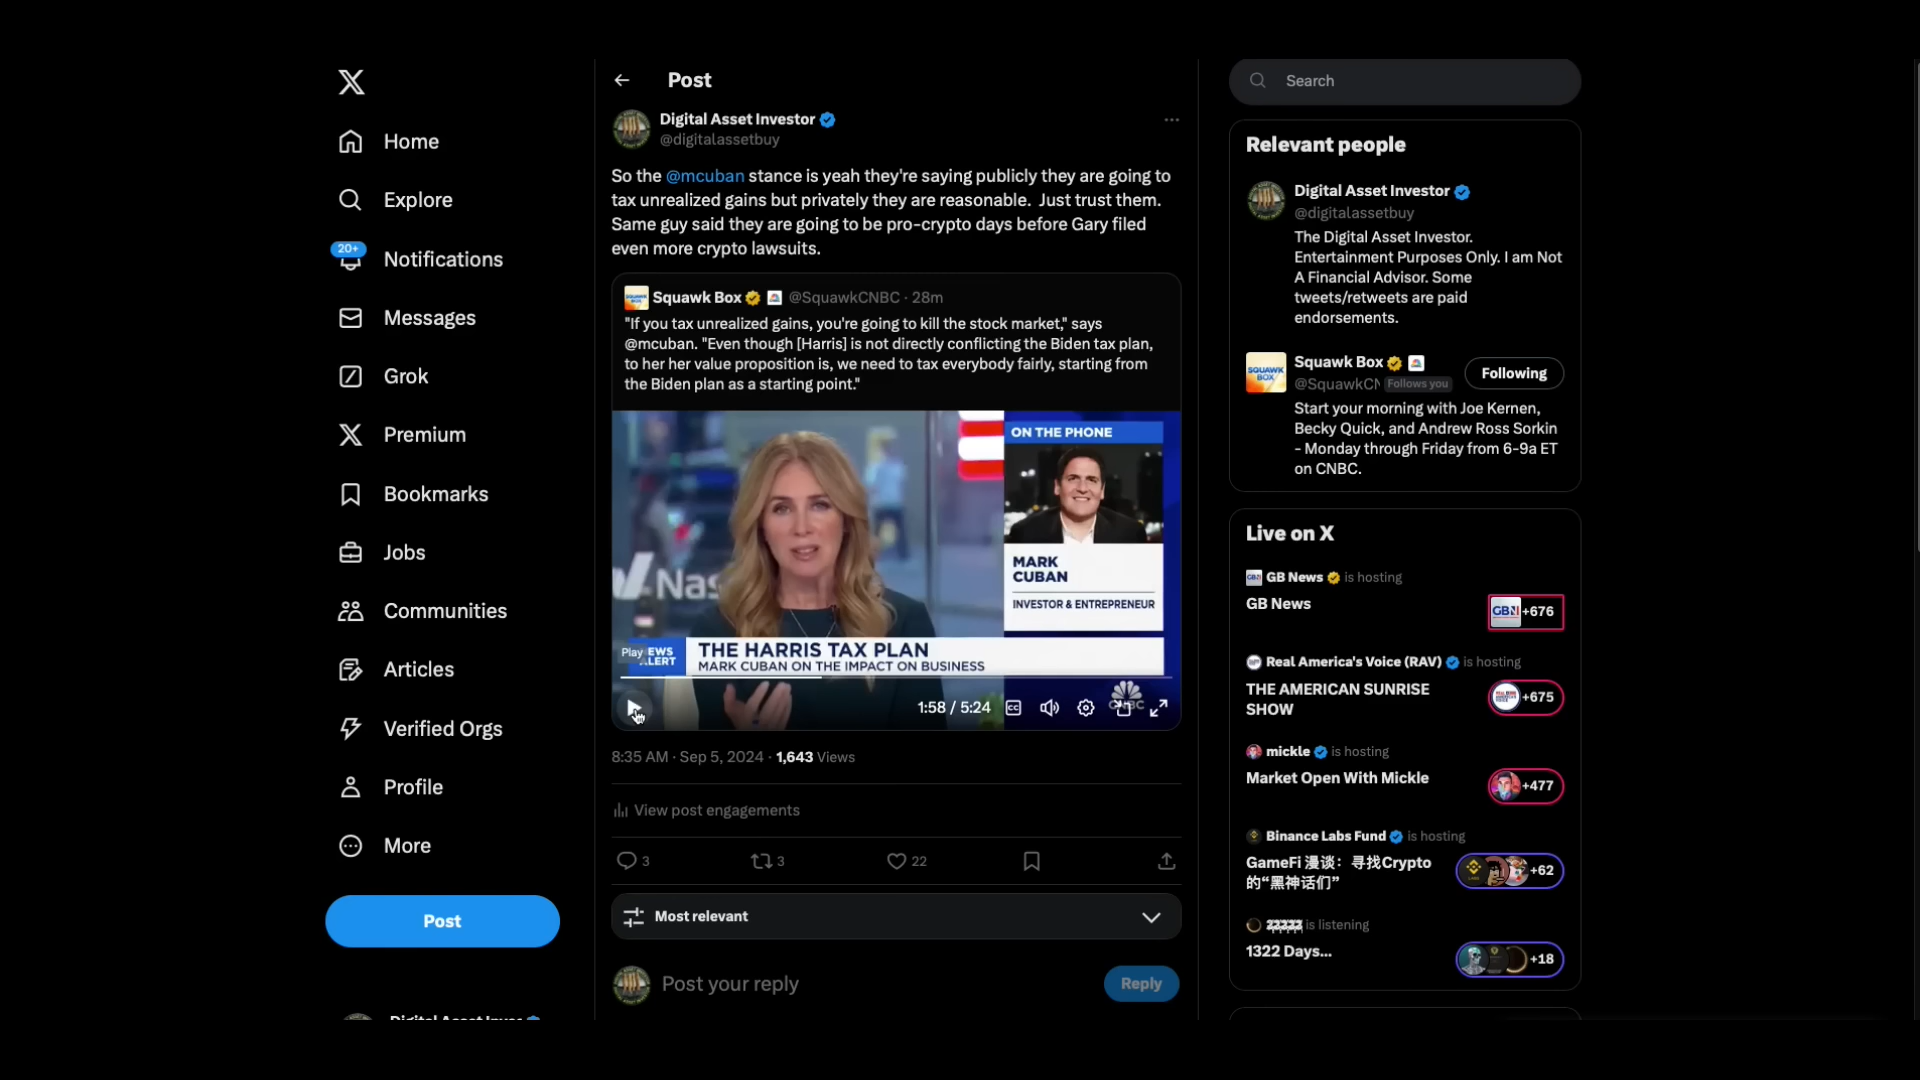 Home
Explore
20+
Notifications
Messages
Grok
Premium
Bookmarks
Jobs
Communities
Articles
Verified Orgs
Profile
More
Post
Post
Digital Asset Investor
@digitalassetbuy
So the @mcuban stance is yeah they're saying publicly they are going to
tax unrealized gains but privately they are reasonable.  Just trust them.
Same guy said they are going to be pro-crypto days before Gary filed
even more crypto lawsuits.
Squawk Box @SquawkCNBC · 28m
"If you tax unrealized gains, you're going to kill the stock market," says
@mcuban. "Even though [Harris] is not directly conflicting the Biden tax plan,
to her her value proposition is, we need to tax everybody fairly, starting from
the Biden plan as a starting point."
ON THE PHONE
MARK
CUBAN
INVESTOR & ENTREPRENEUR
Nas
Play
EWS
ALERT
THE HARRIS TAX PLAN
MARK CUBAN ON THE IMPACT ON BUSINESS
1:58 / 5:24
CC
CNBC
8:35 AM · Sep 5, 2024 · 1,643 Views
View post engagements
3
3
22
Most relevant
Post your reply
Reply
Search
Relevant people
Digital Asset Investor
@digitalassetbuy
The Digital Asset Investor.
Entertainment Purposes Only. I am Not
A Financial Advisor. Some
tweets/retweets are paid
endorsements.
SQUAWK
BOX
Squawk Box
@SquawkCN Follows you
Following
Start your morning with Joe Kernen,
Becky Quick, and Andrew Ross Sorkin
- Monday through Friday from 6-9a ET
on CNBC.
Live on X
GB News is hosting
GB News
GBN +676
Real America's Voice (RAV) is hosting
THE AMERICAN SUNRISE
SHOW
+675
mickle is hosting
Market Open With Mickle
+477
Binance Labs Fund is hosting
GameFi 漫谈：寻找Crypto
的“黑神话们”
+62
is listening
1322 Days...
+18